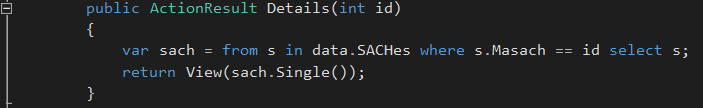 public ActionResult Details(int id)
{
var sach = from s in data.SACHes where s.Masach == id select s;
return View(sach.Single());
}